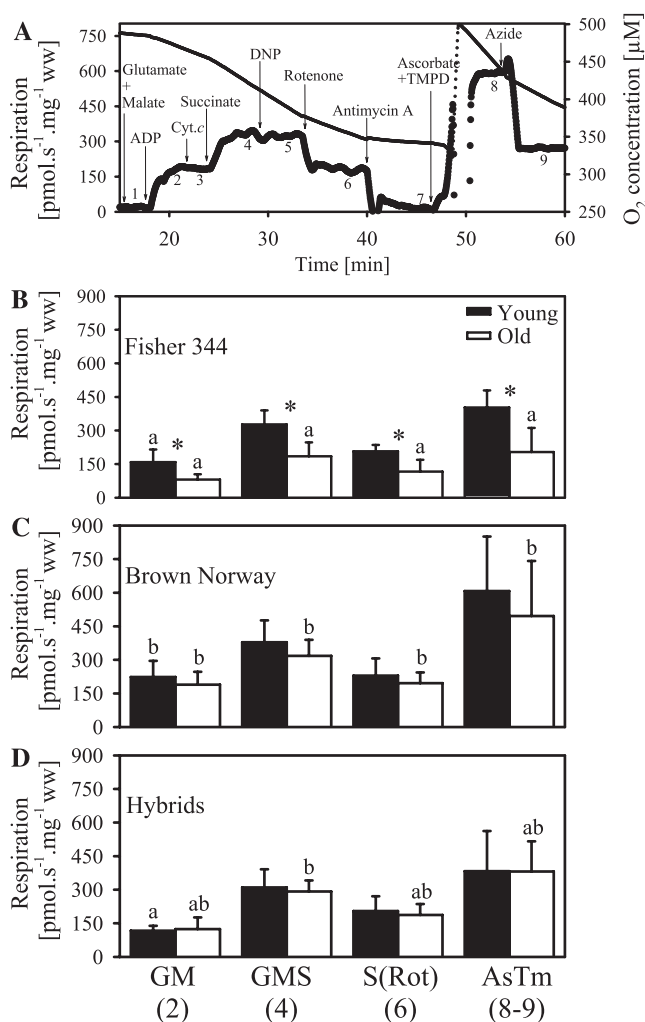 A
Respiration
[pmol.s-1.mg-1 ww]
750
600
450
300
150
0
Glutamate
+
Malate
ADP
Cyt.c
Succinate
DNP
Rotenone
Antimycin A
Ascorbate
+TMPD
Azide
1
2
3
4
5
6
7
8
9
500
450
400
350
300
250
O2 concentration [µM]
20
30
40
50
60
Time [min]
B
Respiration
[pmol.s-1.mg-1 ww]
900
750
600
450
300
150
0
Fisher 344
Young
Old
a * a
* a
* a
* a
C
Respiration
[pmol.s-1.mg-1 ww]
900
750
600
450
300
150
0
Brown Norway
b b
b
b
b
D
Respiration
[pmol.s-1.mg-1 ww]
900
750
600
450
300
150
0
Hybrids
a ab
b
ab
ab
GM GMS S(Rot) AsTm
(2) (4) (6) (8-9)